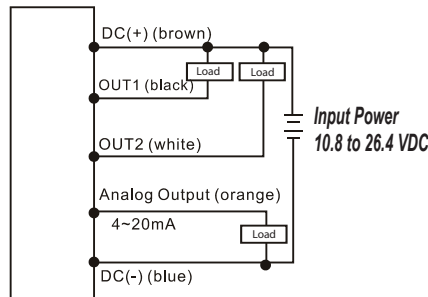 DC(+) (brown)
Load
Load
OUT1 (black)
Input Power
10.8 to 26.4 VDC
OUT2 (white)
Analog Output (orange)
4~20mA
Load
DC(-) (blue)